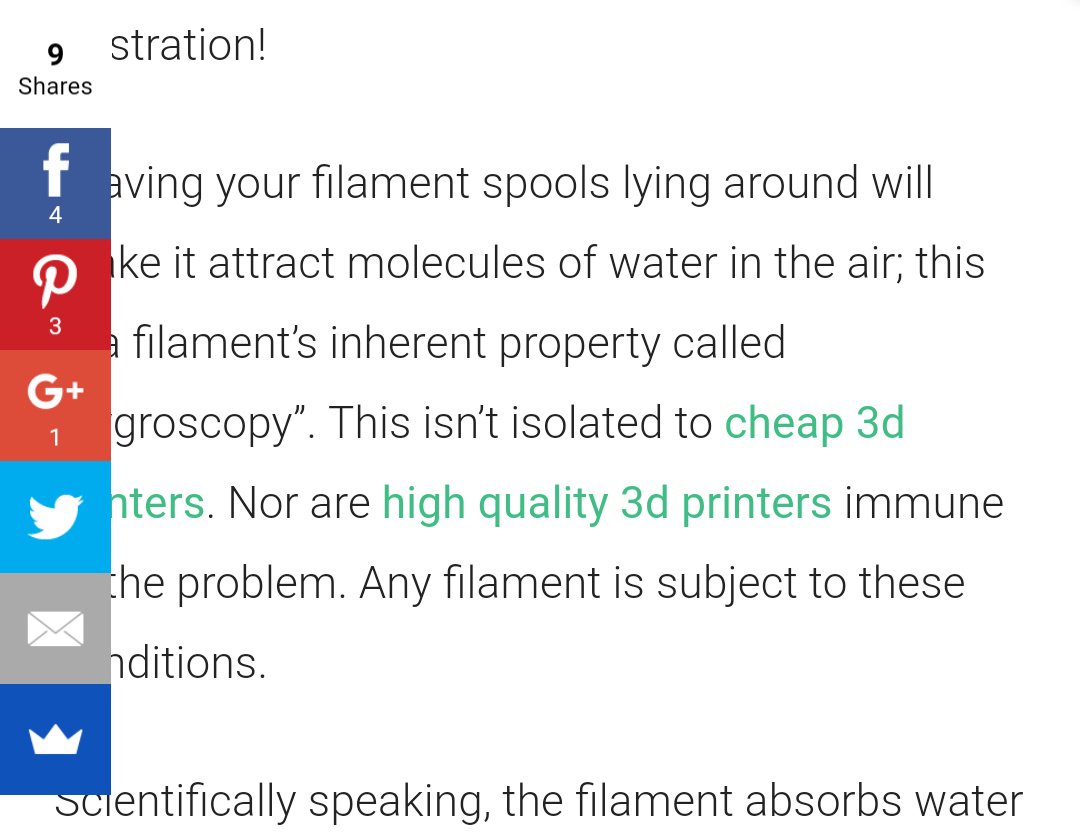 9
Shares
4
3
G+
1
stration!
aving your filament spools lying around will
ke it attract molecules of water in the air; this
a filament’s inherent property called
groscopy”. This isn’t isolated to cheap 3d
nters. Nor are high quality 3d printers immune
the problem. Any filament is subject to these
nditions.
Scientifically speaking, the filament absorbs water